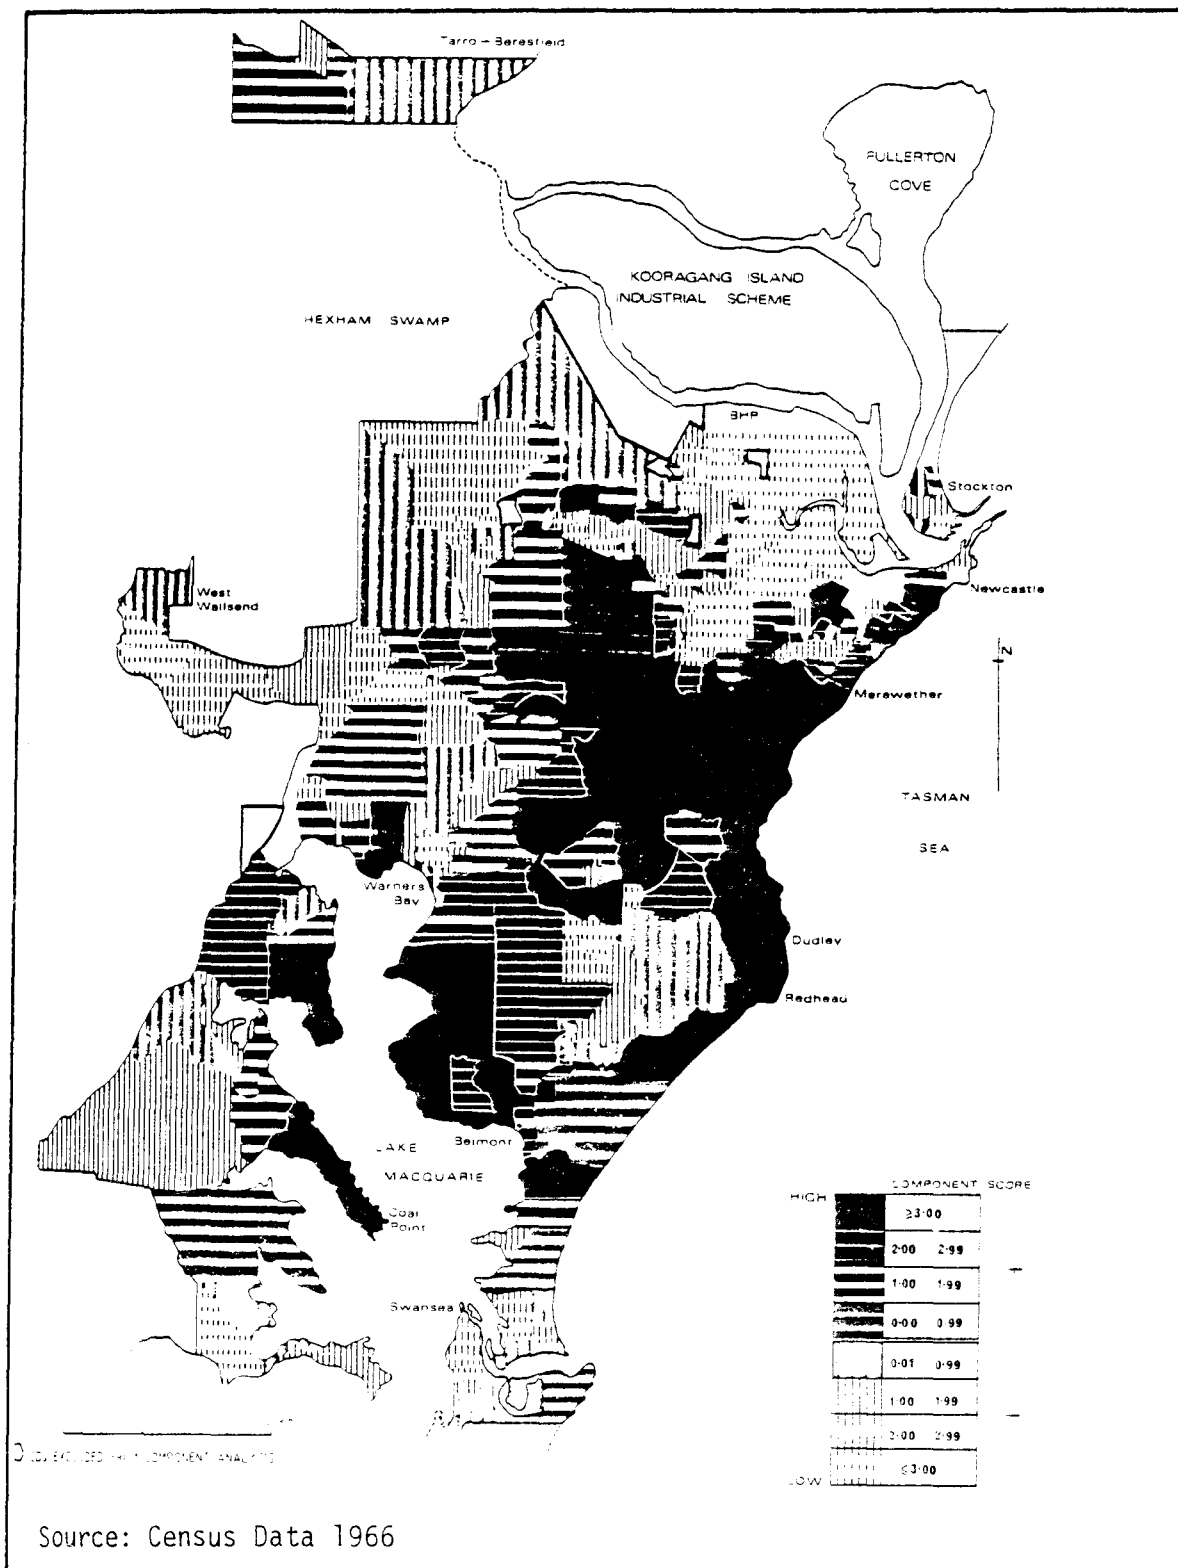 Tarro - Beresfield
FULLERTON
COVE
KOORAGANG ISLAND
INDUSTRIAL SCHEME
HEXHAM SWAMP
BHP
Stockton
West
Wallsend
Newcastle
N
Merewether
TASMAN
SEA
Warners
Bay
Dudley
Redhead
Belmont
LAKE
MACQUARIE
Coal
Point
Swansea
COMPONENT SCORE
HIGH
≥3·00
2·00 2·99
1·00 1·99
0·00 0·99
0·01 0·99
1·00 1·99
2·00 2·99
≤3·00
LOW
EXCLUDED COMPONENT ANALYSIS
Source: Census Data 1966